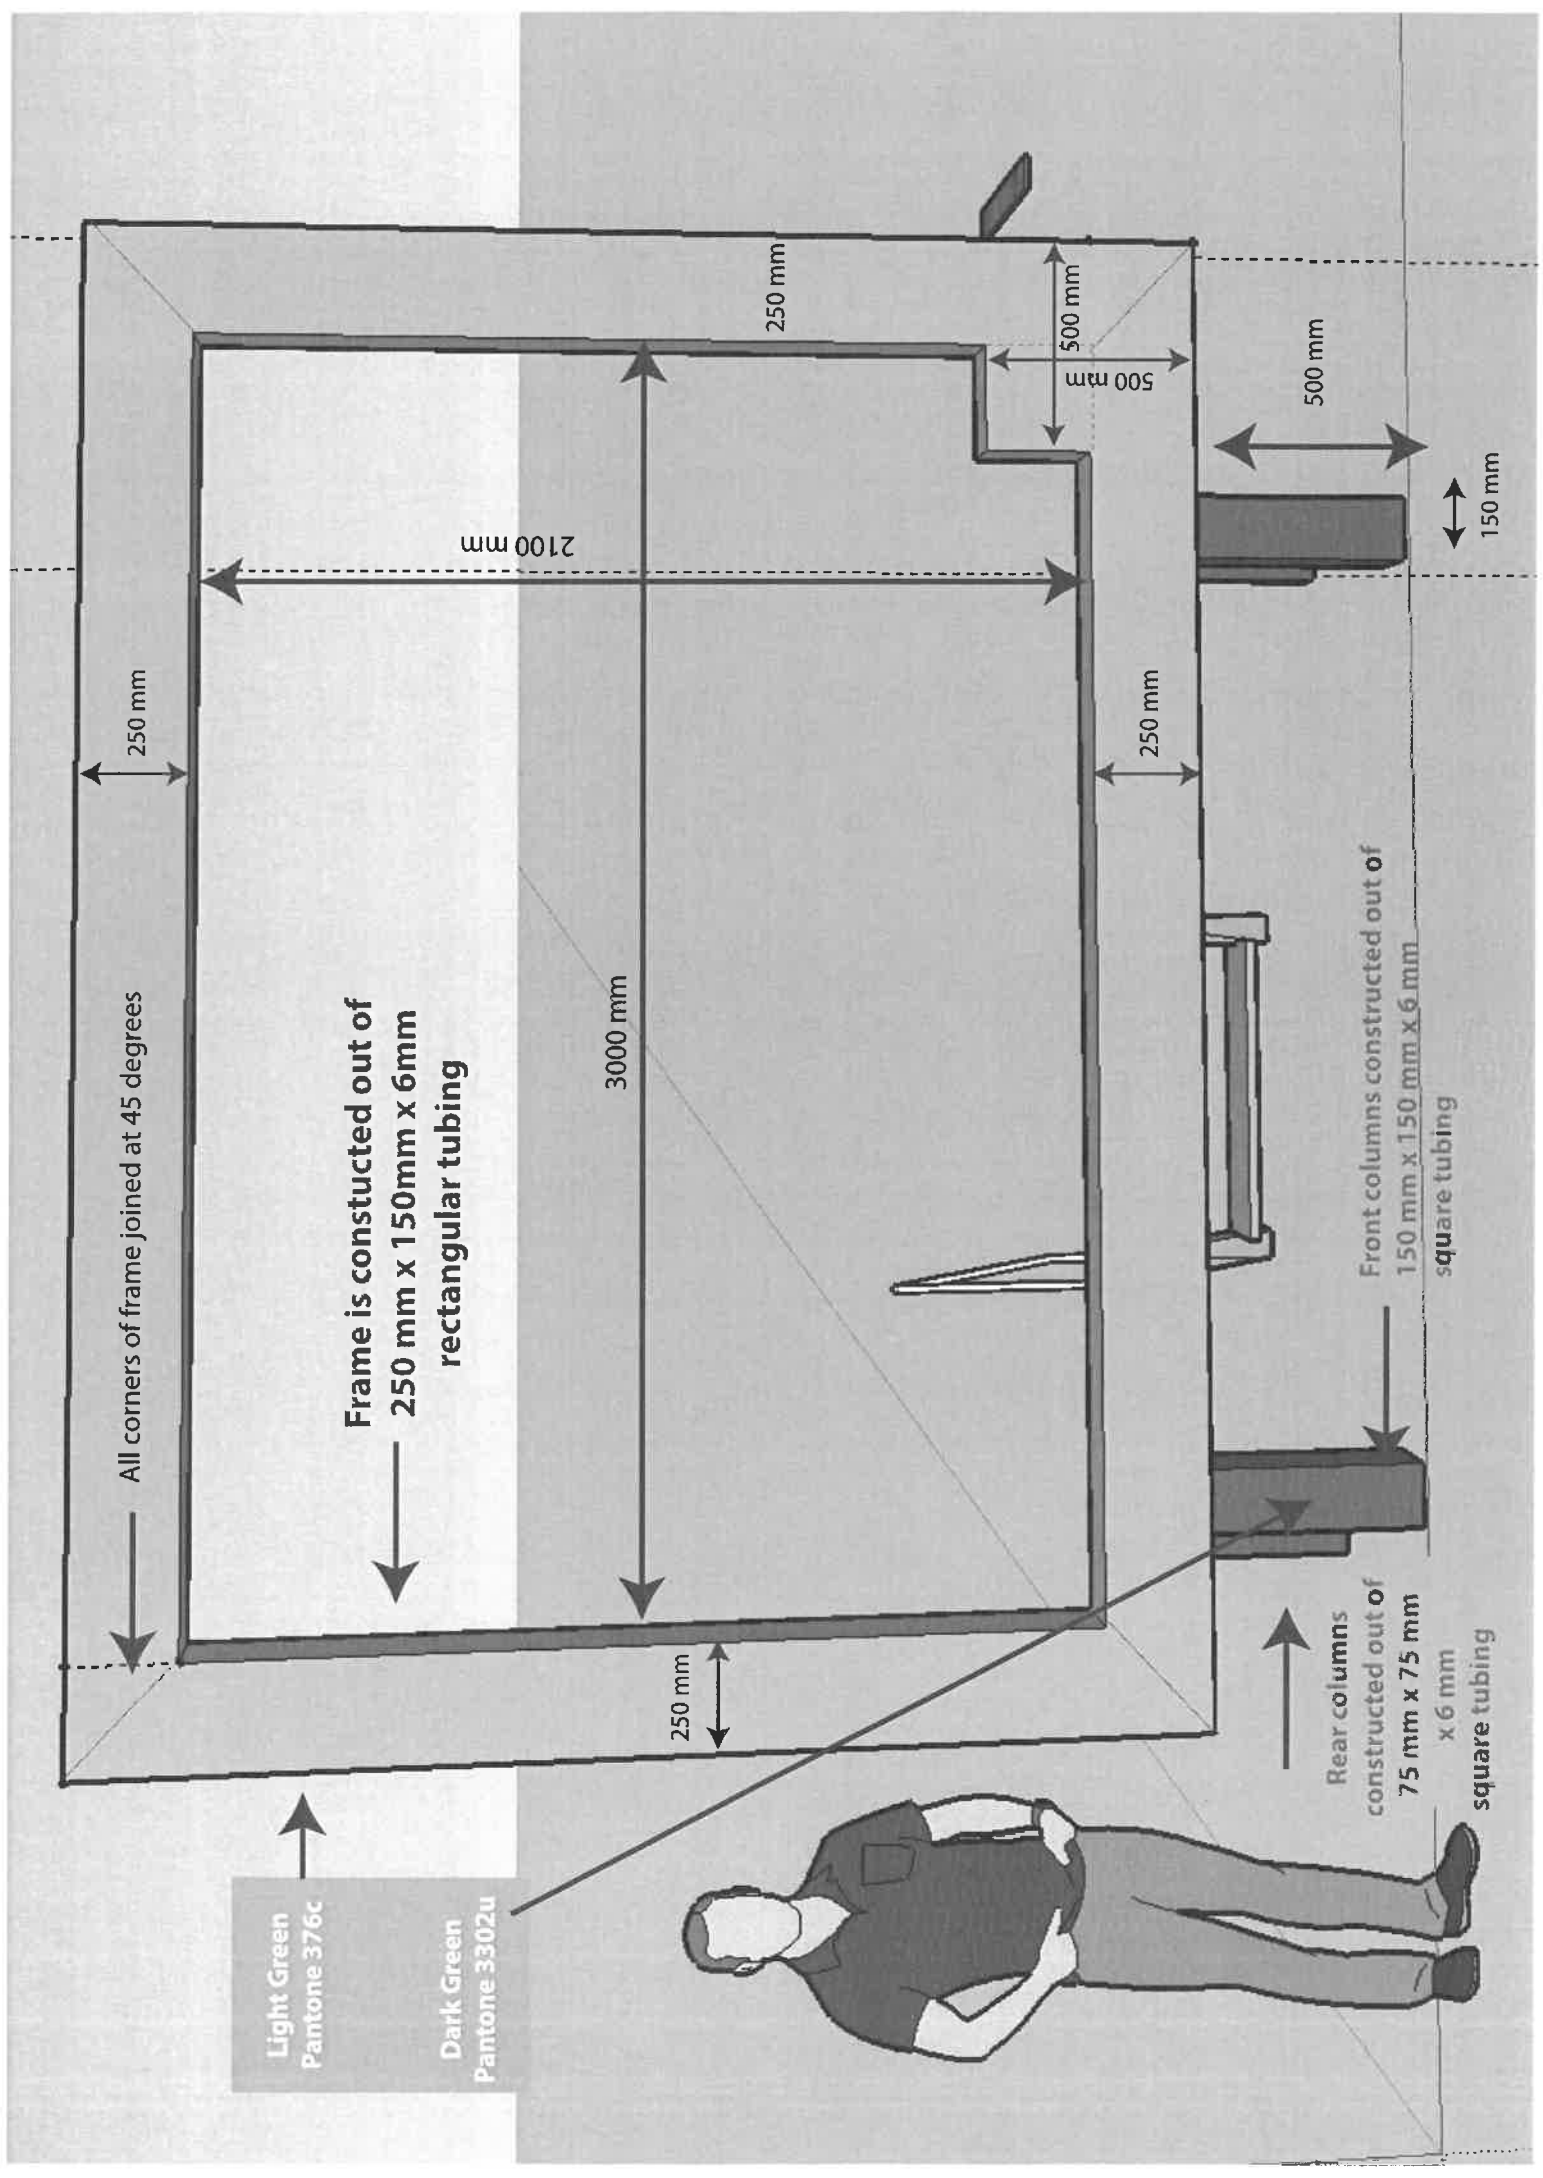 All corners of frame joined at 45 degrees
250 mm
Frame is constucted out of
250 mm x 150mm x 6mm
rectangular tubing
2100 mm
3000 mm
250 mm
250 mm
500 mm
500 mm
250 mm
500 mm
150 mm
Light Green
Pantone 376c
Dark Green
Pantone 3302u
Rear columns
constructed out of
75 mm x 75 mm
x 6 mm
square tubing
Front columns constructed out of
150 mm x 150 mm x 6 mm
square tubing